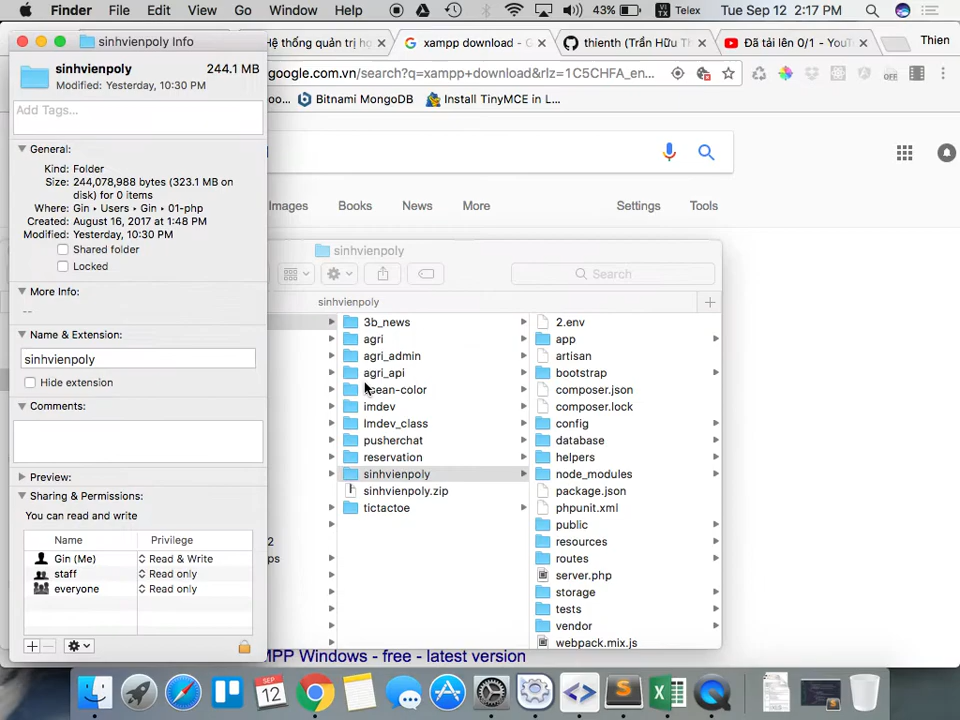 Finder File Edit View Go Window Help 43% VI TX Telex Tue Sep 12 2:17 PM
sinhvienpoly Info
Hệ thống quản trị họ
xampp download - G
thienth (Trần Hữu T
Đã tải lên 0/1 - YouT
Thien
google.com.vn/search?q=xampp+download&rlz=1C5CHFA_en...
OFF
sinhvienpoly 244.1 MB
Modified: Yesterday, 10:30 PM
Add Tags...
oo... Bitnami MongoDB Install TinyMCE in L...
General:
Kind: Folder
Size: 244,078,988 bytes (323.1 MB on
disk) for 0 items
Where: Gin ▸ Users ▸ Gin ▸ 01-php
Created: August 16, 2017 at 1:48 PM
Modified: Yesterday, 10:30 PM
Shared folder
Locked
More Info:
--
Name & Extension:
sinhvienpoly
Hide extension
Comments:
Preview:
Sharing & Permissions:
You can read and write
Name Privilege
Gin (Me) Read & Write
staff Read only
everyone Read only
Images Books News More Settings Tools
sinhvienpoly
Search
sinhvienpoly
3b_news
agri
agri_admin
agri_api
imdev
Imdev_class
pusherchat
reservation
sinhvienpoly
sinhvienpoly.zip
tictactoe
2
ps
2.env
app
artisan
bootstrap
composer.json
composer.lock
config
database
helpers
node_modules
package.json
phpunit.xml
public
resources
routes
server.php
storage
tests
vendor
webpack.mix.js
MPP Windows - free - latest version
SEP
12